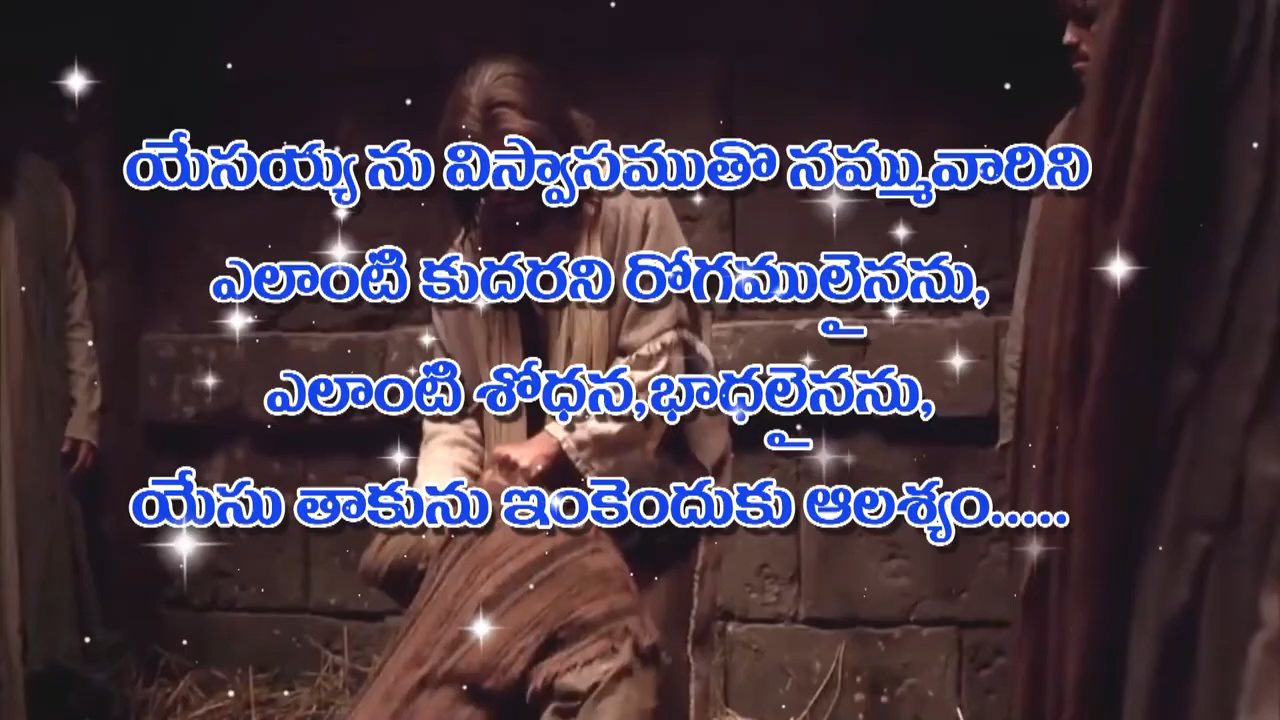 యేసయ్య ను విస్వాసముతొ నమ్మువారిని
ఎలాంటి కుదరని రోగములైనను,
ఎలాంటి శోధన,భాధలైనను,
యేసు తాకును ఇంకెందుకు ఆలశ్యం.....